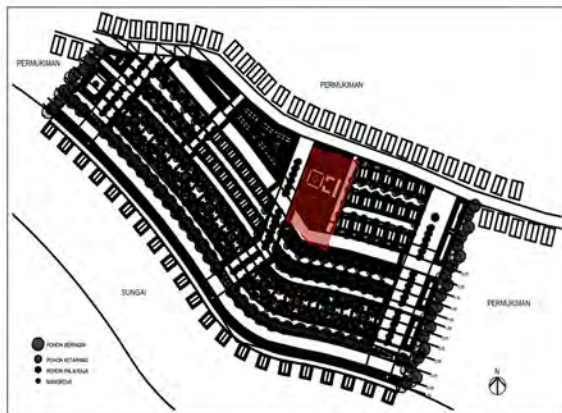 PERMUKIMAN
PERMUKIMAN
SUNGAI
PERMUKIMAN
POHON BERINGIN
POHON KETAPANG
POHON PALM RAJA
MANGROVE
N